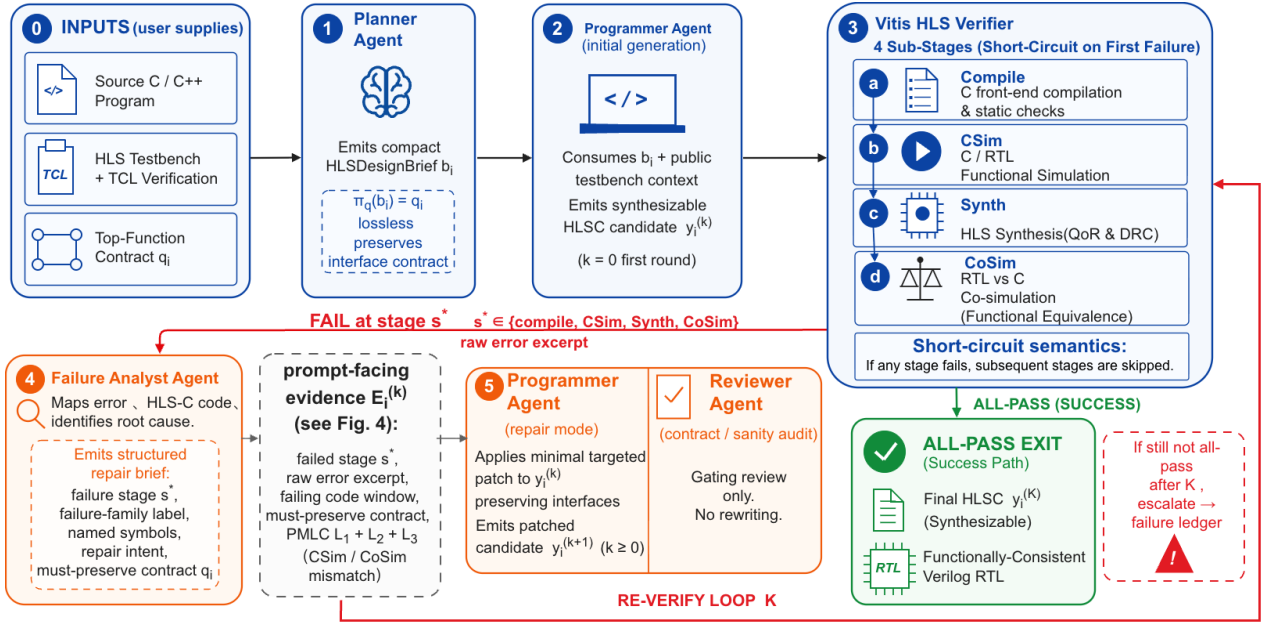 0 INPUTS (user supplies)
</>
Source C / C++
Program
TCL
HLS Testbench
+ TCL Verification
Top-Function
Contract qᵢ
1 Planner
Agent
Emits compact
HLSDesignBrief bᵢ
π_q(bᵢ) = qᵢ
lossless
preserves
interface contract
2 Programmer Agent
(initial generation)
</>
Consumes bᵢ + public
testbench context
Emits synthesizable
HLSC candidate yᵢ⁽ᵏ⁾
(k = 0 first round)
3 Vitis HLS Verifier
4 Sub-Stages (Short-Circuit on First Failure)
a Compile
C front-end compilation
& static checks
b CSim
C / RTL
Functional Simulation
c Synth
HLS Synthesis(QoR & DRC)
d CoSim
RTL vs C
Co-simulation
(Functional Equivalence)
Short-circuit semantics:
If any stage fails, subsequent stages are skipped.
FAIL at stage s* s* ∈ {compile, CSim, Synth, CoSim}
raw error excerpt
4 Failure Analyst Agent
Maps error 、HLS-C code、
identifies root cause.
Emits structured
repair brief:
failure stage s*,
failure-family label,
named symbols,
repair intent,
must-preserve contract qᵢ
prompt-facing
evidence Eᵢ⁽ᵏ⁾
(see Fig. 4):
failed stage s*,
raw error excerpt,
failing code window,
must-preserve contract,
PMLC L₁ + L₂ + L₃
(CSim / CoSim
mismatch)
5 Programmer
Agent
(repair mode)
Applies minimal targeted
patch to yᵢ⁽ᵏ⁾
preserving interfaces
Emits patched
candidate yᵢ⁽ᵏ⁺¹⁾ (k ≥ 0)
Reviewer
Agent
(contract / sanity audit)
Gating review
only.
No rewriting.
ALL-PASS (SUCCESS)
ALL-PASS EXIT
(Success Path)
Final HLSC yᵢ⁽ᴷ⁾
(Synthesizable)
RTL
Functionally-Consistent
Verilog RTL
If still not all-
pass
after K ,
escalate →
failure ledger
!
RE-VERIFY LOOP K